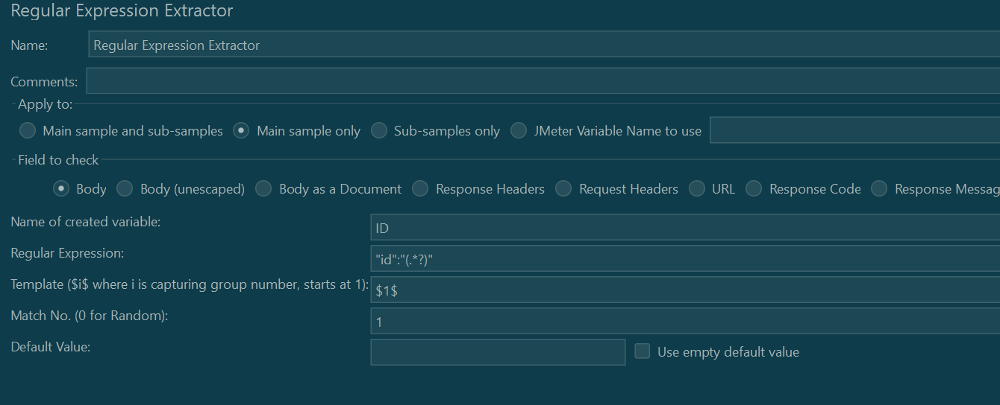 Regular Expression Extractor
Name: Regular Expression Extractor
Comments:
Apply to:
Main sample and sub-samples Main sample only Sub-samples only JMeter Variable Name to use
Field to check
Body Body (unescaped) Body as a Document Response Headers Request Headers URL Response Code Response Messag
Name of created variable: ID
Regular Expression: "id":"(.*?)"
Template ($i$ where i is capturing group number, starts at 1): $1$
Match No. (0 for Random): 1
Default Value: Use empty default value